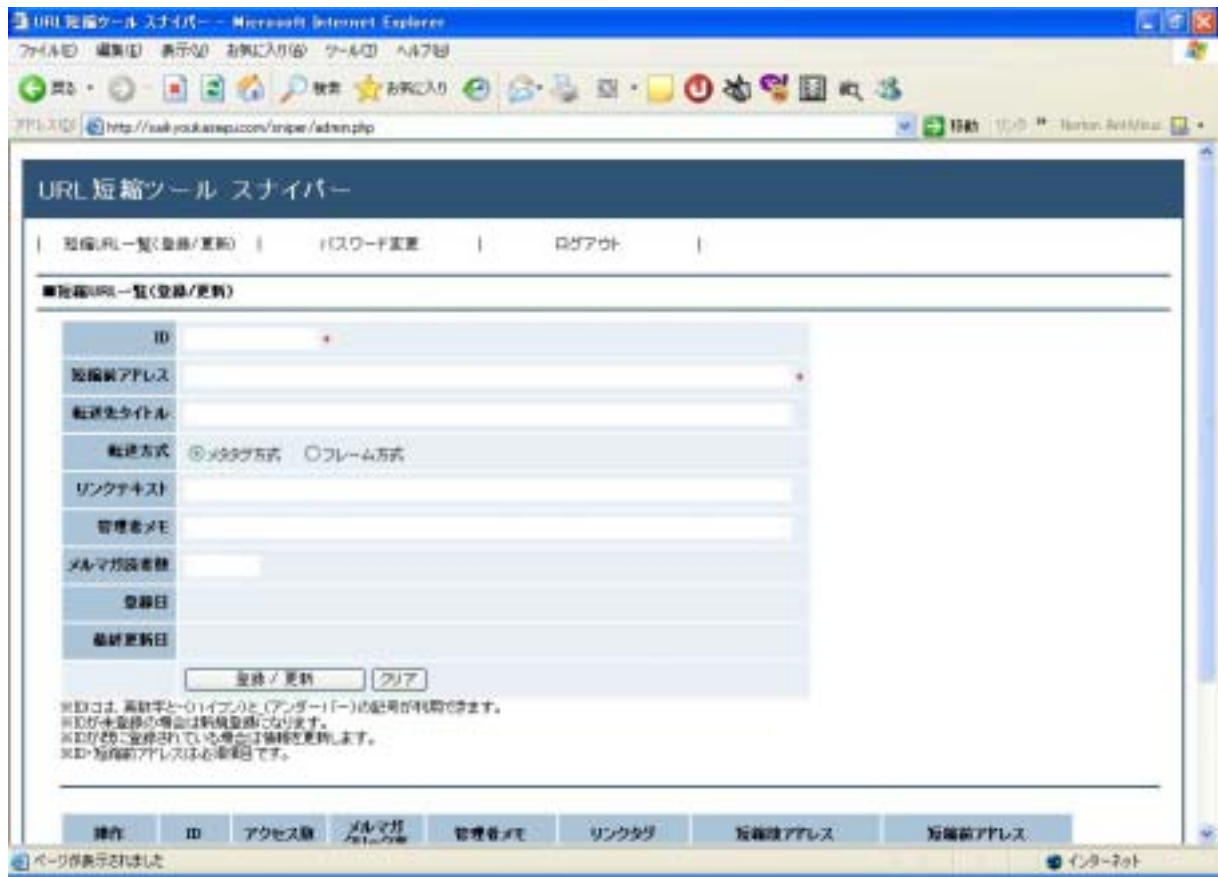 URL短縮ツール スナイパー - Microsoft Internet Explorer
ファイル(F) 編集(E) 表示(V) お気に入り(A) ツール(T) ヘルプ(H)
戻る 検索 お気に入り
アドレス(D) 移動 リンク Norton AntiVirus
URL短縮ツール スナイパー
| 短縮URL一覧(登録/更新) | パスワード変更 | ログアウト |
■短縮URL一覧(登録/更新)
ID *
短縮前アドレス *
転送先タイトル
転送方式 メタタグ方式 フレーム方式
リンクテキスト
管理者メモ
メルマガ読者数
登録日
最終更新日
登録 / 更新 クリア
※IDには、英数字と-(ハイフン)と_(アンダーバー)の記号が利用できます。
※IDが未登録の場合は新規登録になります。
※IDが既に登録されている場合は情報を更新します。
※ID・短縮前アドレスは必須項目です。
操作 ID アクセス数 メルマガ 管理者メモ リンクタグ 短縮後アドレス 短縮前アドレス
ページが表示されました インターネット